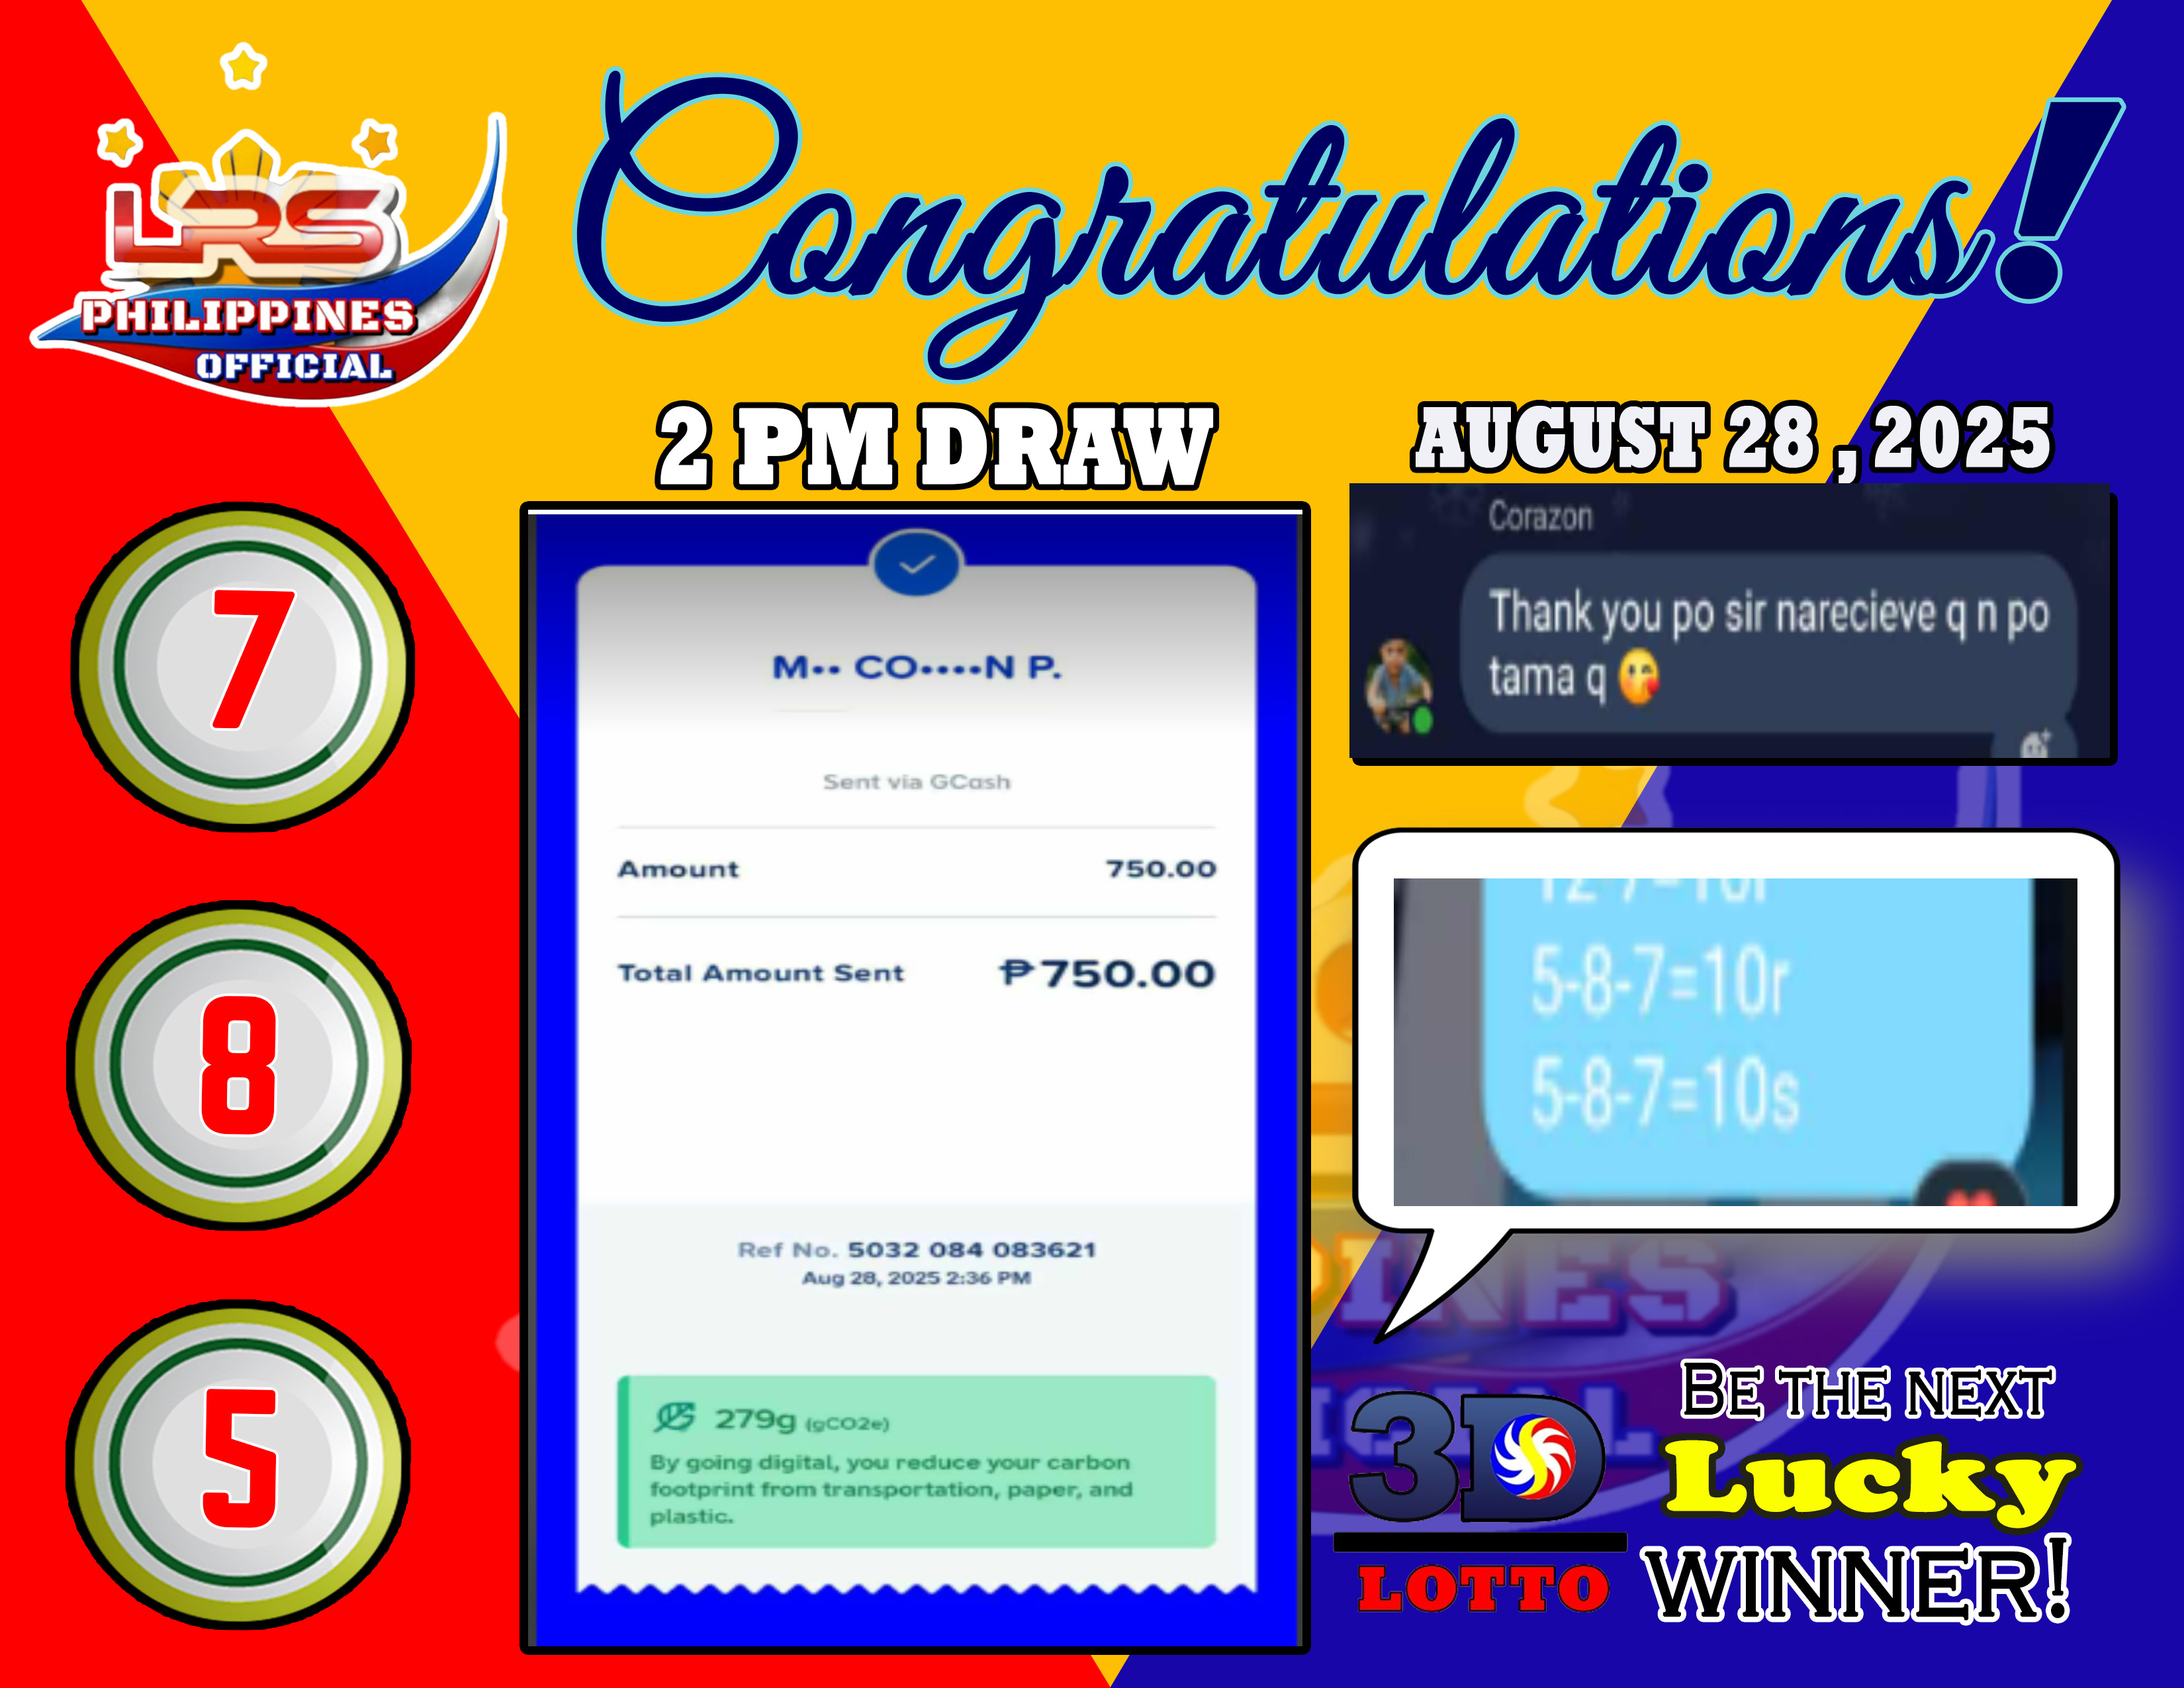 LRS
PHILIPPINES
OFFICIAL
Congratulations!
2 PM DRAW
AUGUST 28 , 2025
7
8
5
M•• CO••••N P.
Sent via GCash
Amount 750.00
Total Amount Sent ₱750.00
Ref No. 5032 084 083621
Aug 28, 2025 2:36 PM
279g (gCO2e)
By going digital, you reduce your carbon
footprint from transportation, paper, and
plastic.
Corazon
Thank you po sir narecieve q n po
tama q 😘
5-8-7=10r
5-8-7=10s
3D
LOTTO
BE THE NEXT
Lucky
WINNER!